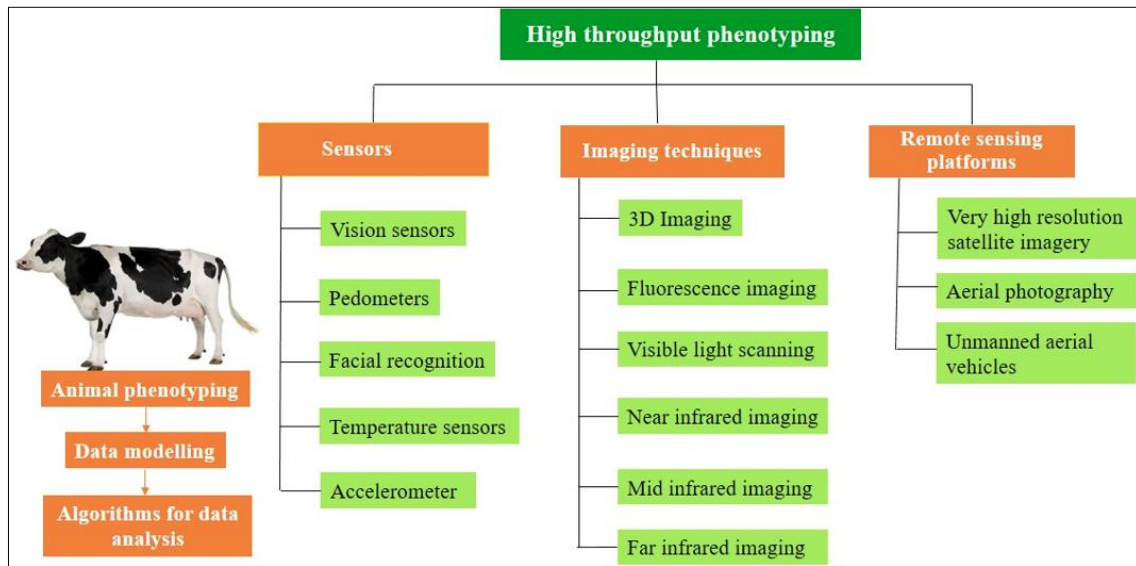 High throughput phenotyping
Sensors
Vision sensors
Pedometers
Facial recognition
Temperature sensors
Accelerometer
Imaging techniques
3D Imaging
Fluorescence imaging
Visible light scanning
Near infrared imaging
Mid infrared imaging
Far infrared imaging
Remote sensing
platforms
Very high resolution
satellite imagery
Aerial photography
Unmanned aerial
vehicles
Animal phenotyping
Data modelling
Algorithms for data
analysis